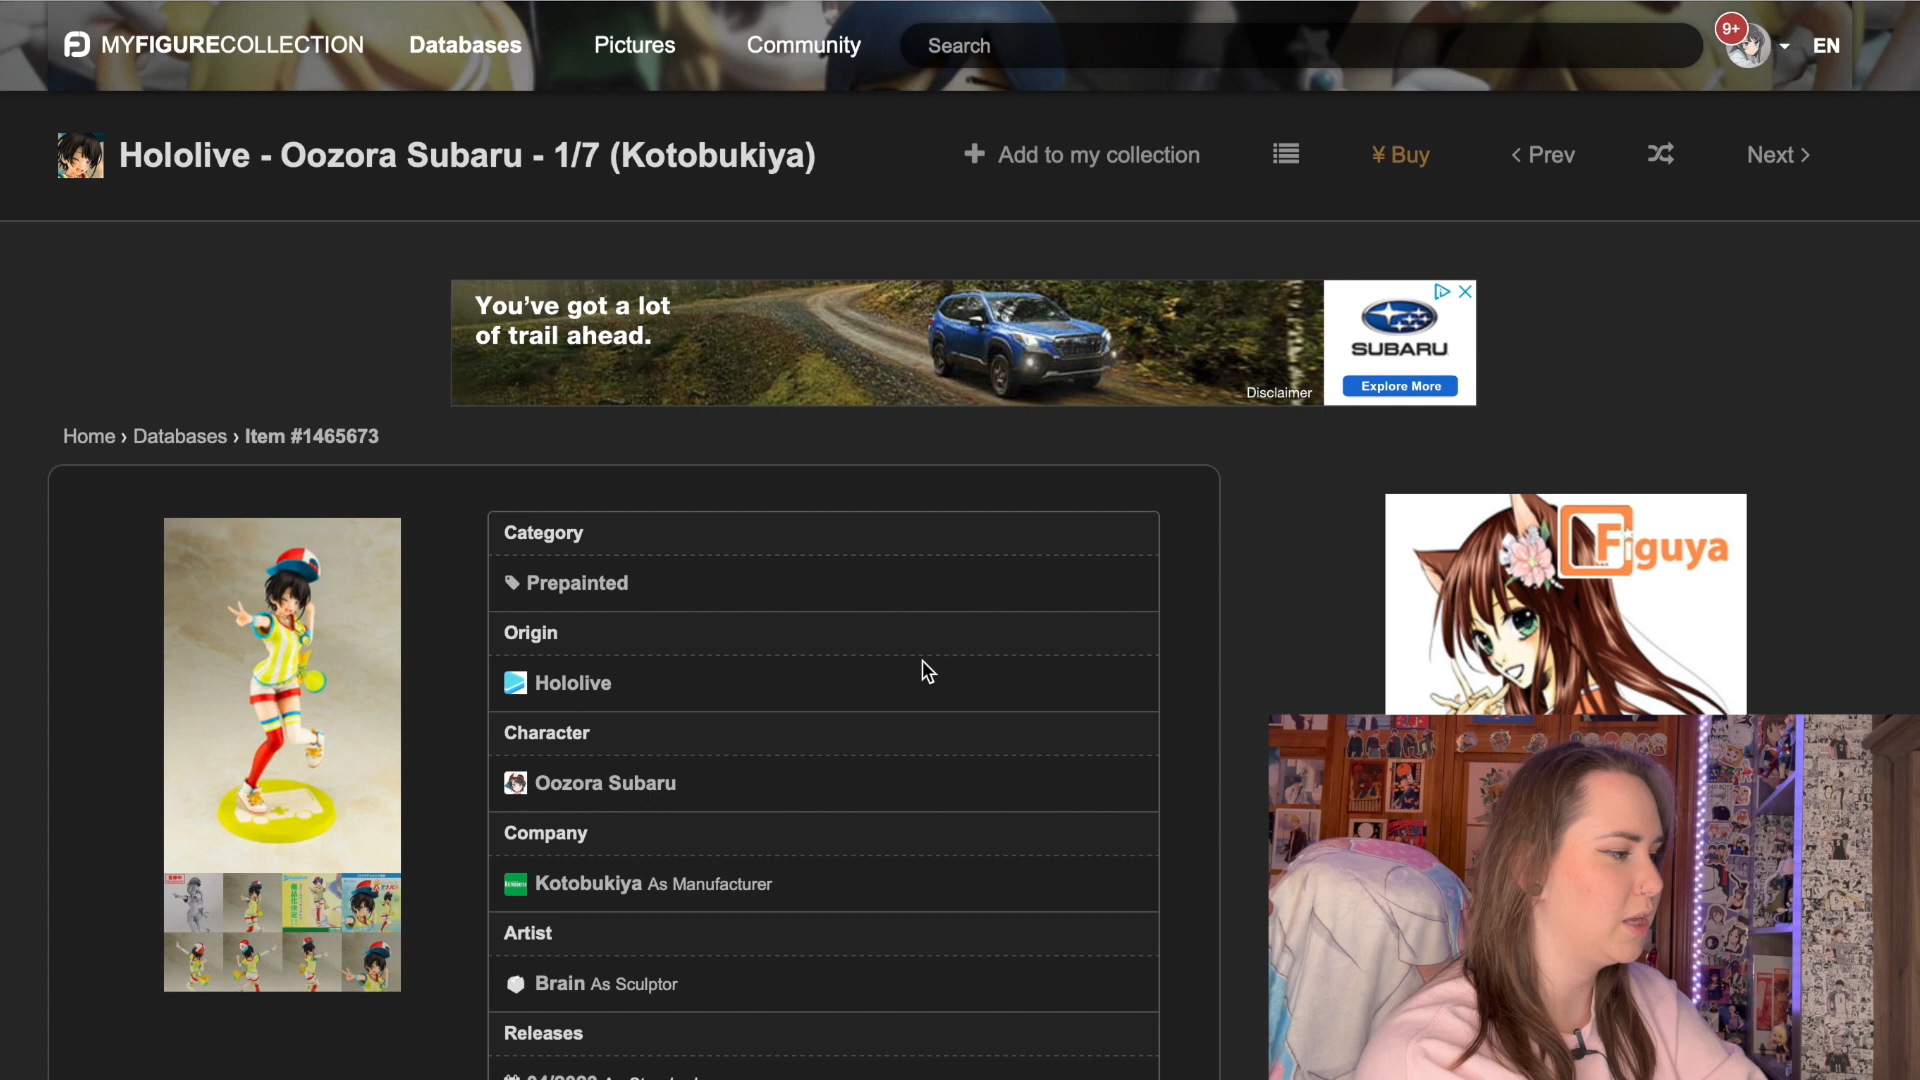 MYFIGURECOLLECTION
Databases
Pictures
Community
Search
9+
EN
Hololive - Oozora Subaru - 1/7 (Kotobukiya)
+ Add to my collection
¥ Buy
‹ Prev
Next ›
You've got a lot
of trail ahead.
Disclaimer
SUBARU
Explore More
Home › Databases › Item #1465673
Category
Prepainted
Origin
Hololive
Character
Oozora Subaru
Company
Kotobukiya As Manufacturer
Artist
Brain As Sculptor
Releases
Figuya